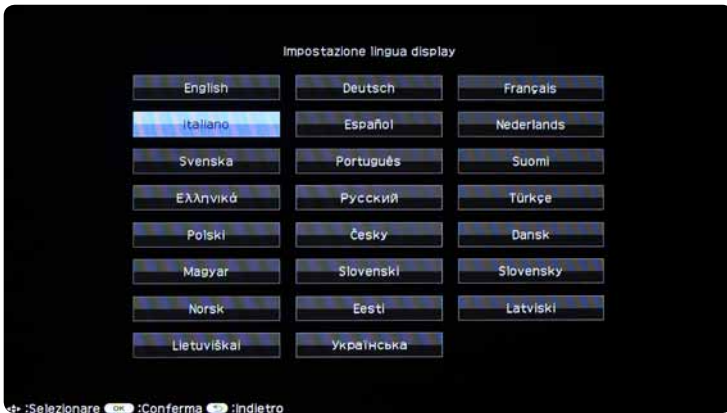 Impostazione lingua display
English Deutsch Français
Italiano Español Nederlands
Svenska Português Suomi
Ελληνικά Русский Türkçe
Polski Česky Dansk
Magyar Slovenski Slovensky
Norsk Eesti Latviski
Lietuviškai Українська
:Selezionare OK :Conferma :Indietro